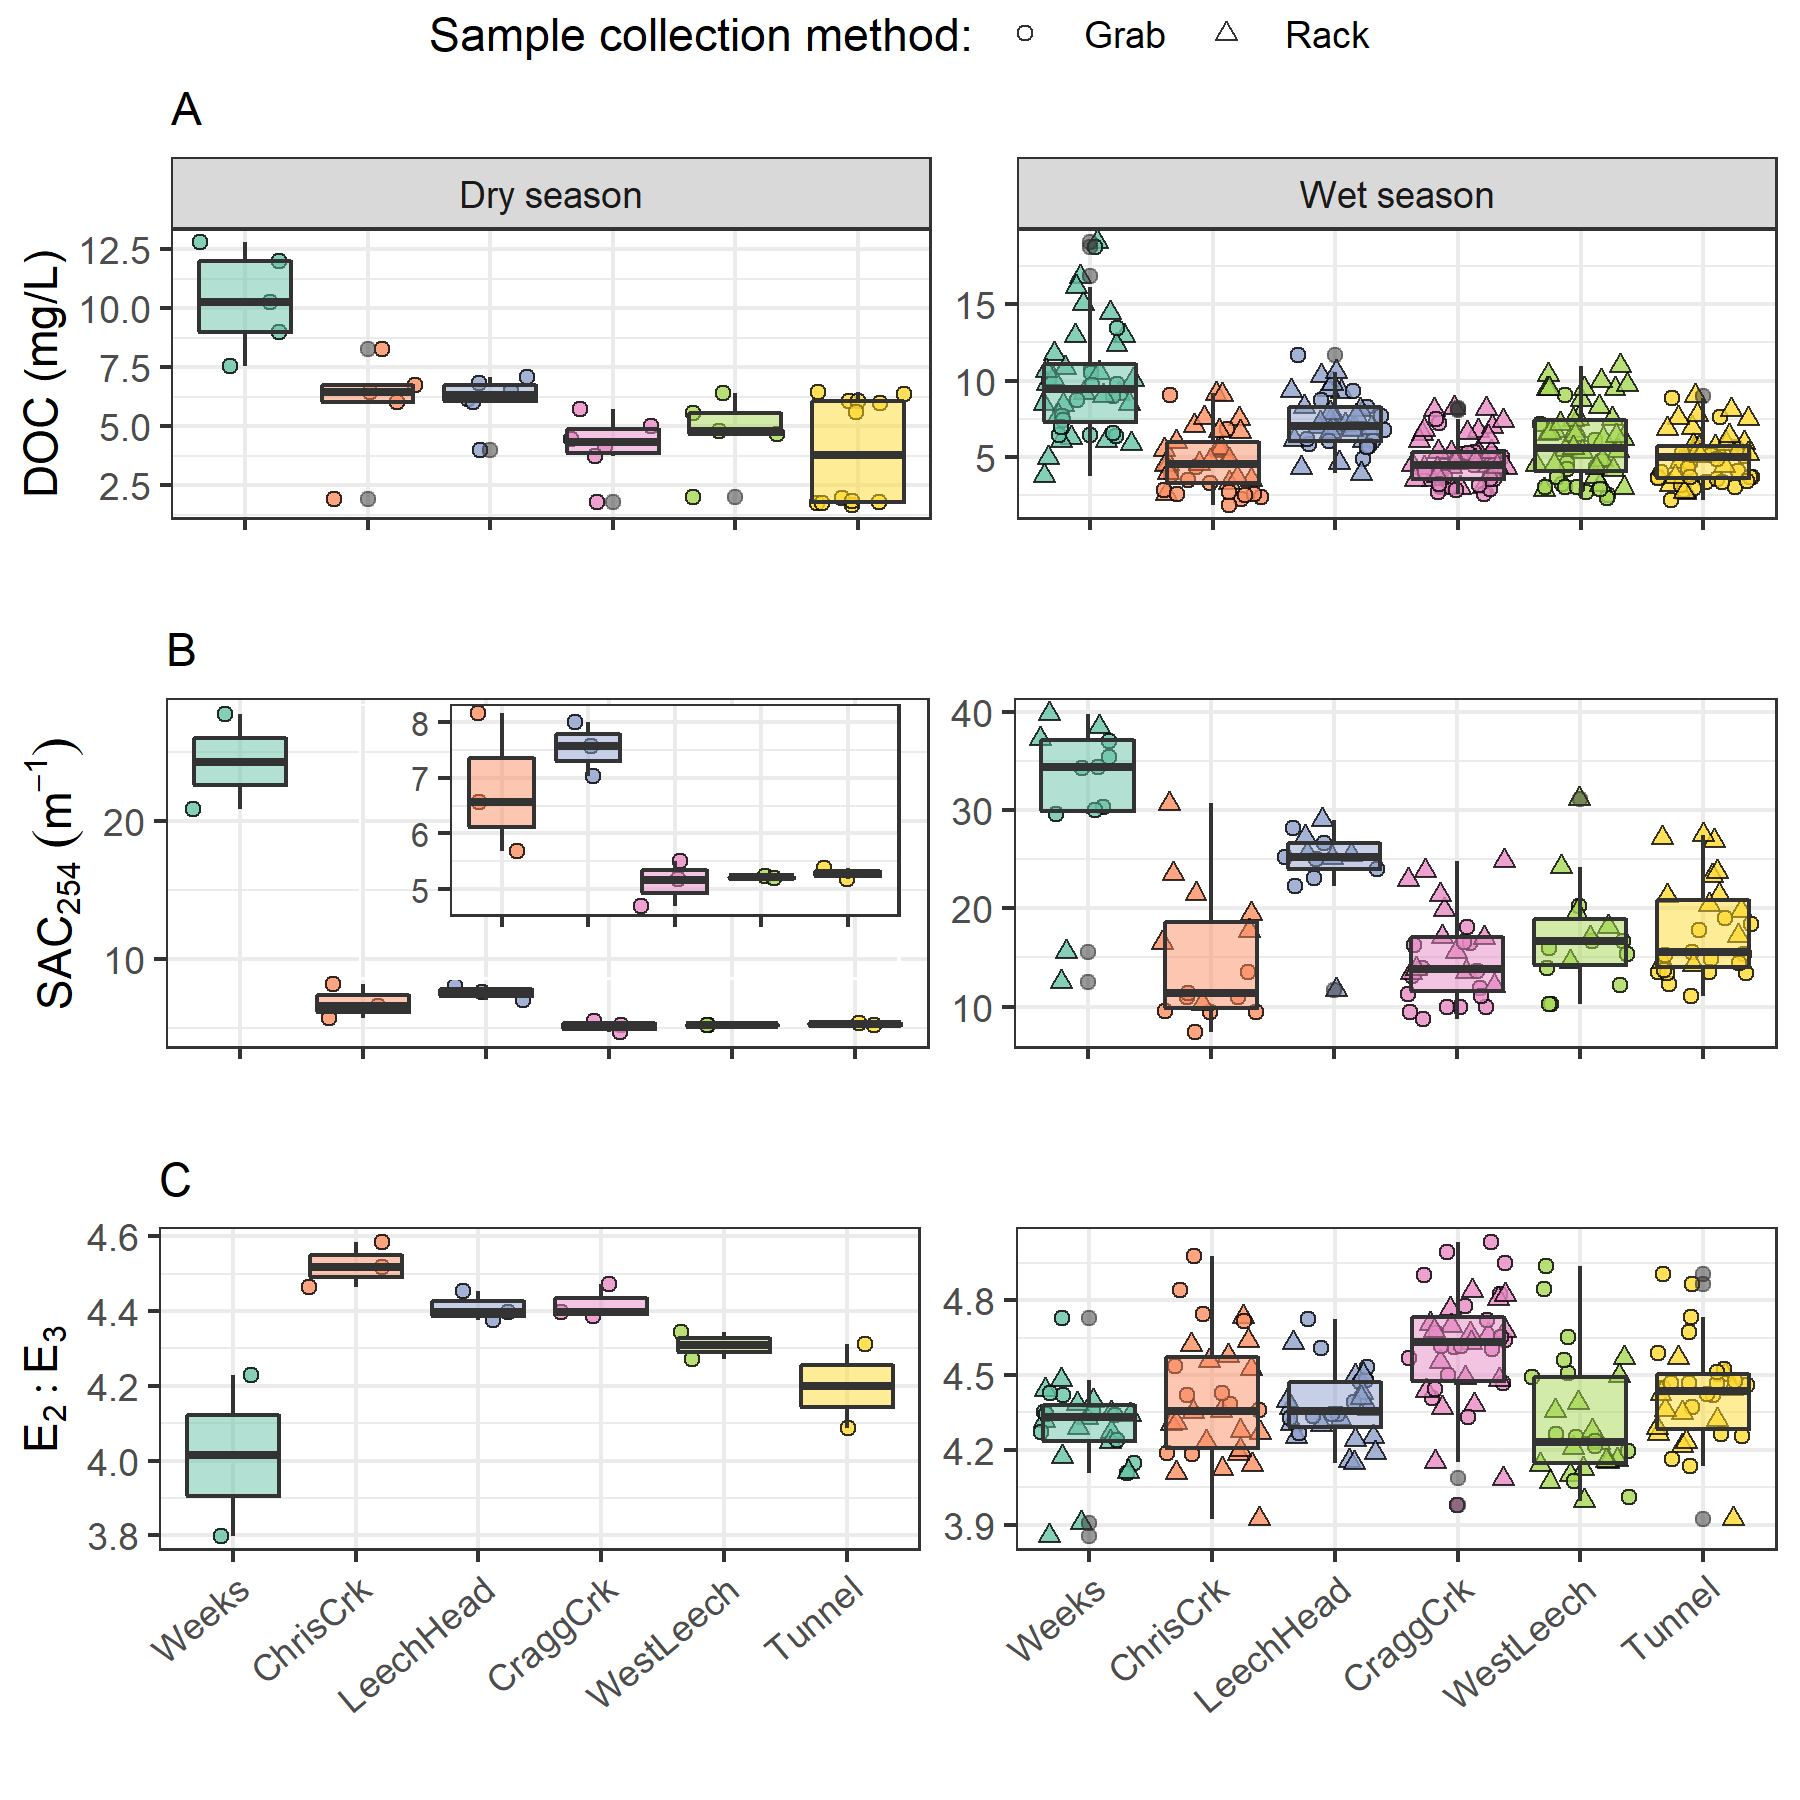 Sample collection method: Grab Rack
A
Dry season Wet season
DOC (mg/L)
12.5
10.0
7.5
5.0
2.5
15
10
5
B
SAC₂₅₄ (m⁻¹)
20
10
8
7
6
5
40
30
20
10
C
E₂ : E₃
4.6
4.4
4.2
4.0
3.8
4.8
4.5
4.2
3.9
Weeks ChrisCrk LeechHead CraggCrk WestLeech Tunnel
Weeks ChrisCrk LeechHead CraggCrk WestLeech Tunnel